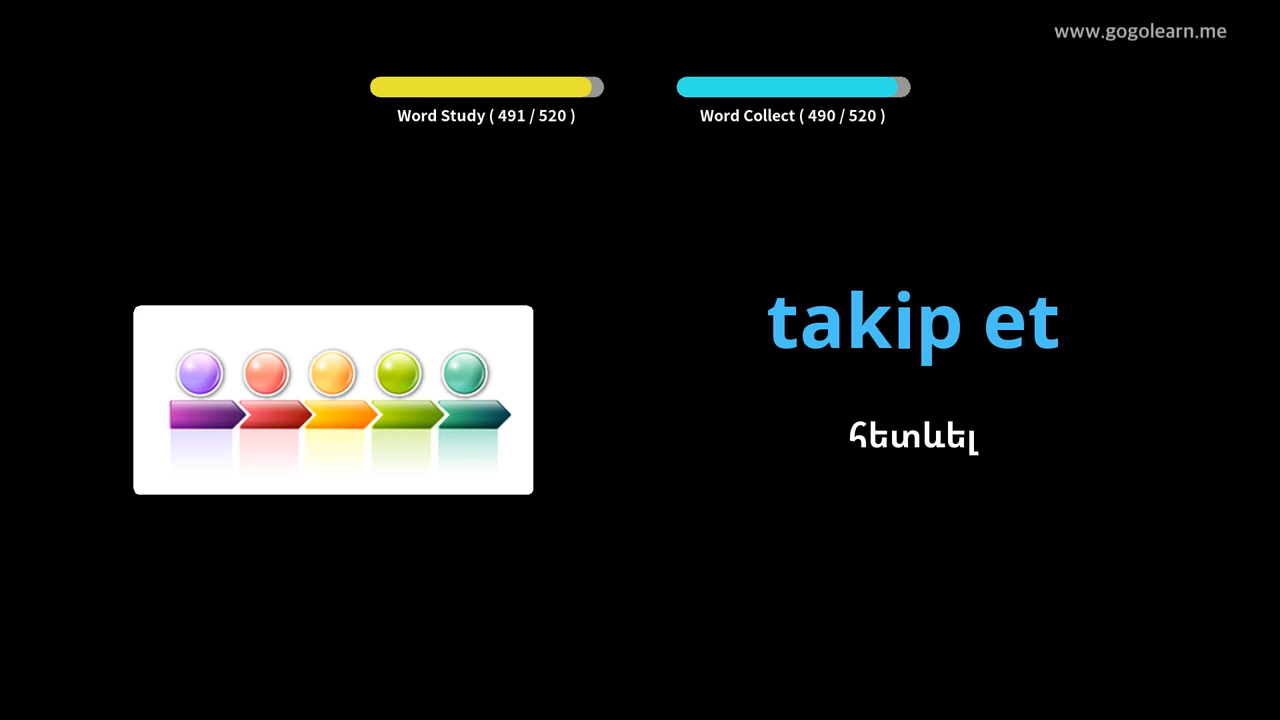 www.gogolearn.me
Word Study ( 491 / 520 )
Word Collect ( 490 / 520 )
takip et
հետևել